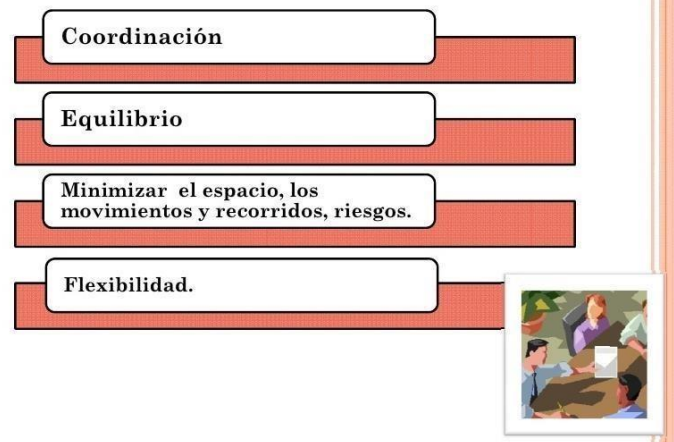 Coordinación
Equilibrio
Minimizar el espacio, los
movimientos y recorridos, riesgos.
Flexibilidad.